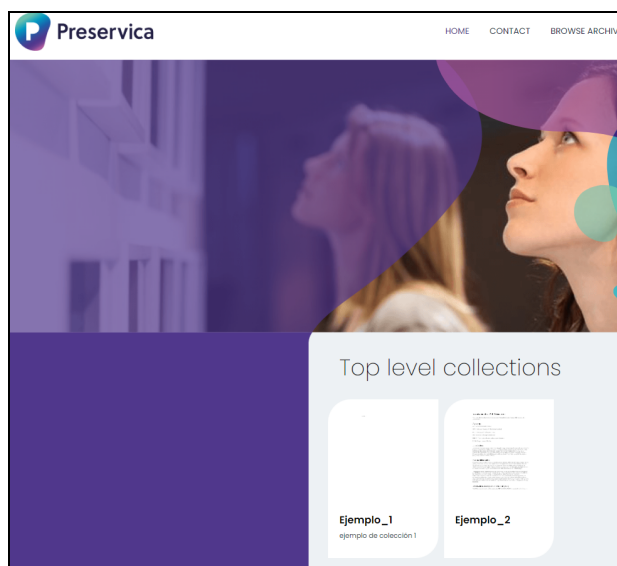 Preservica
HOME CONTACT BROWSE ARCHIV
Top level collections
Ejemplo_1
ejemplo de colección 1
Ejemplo_2